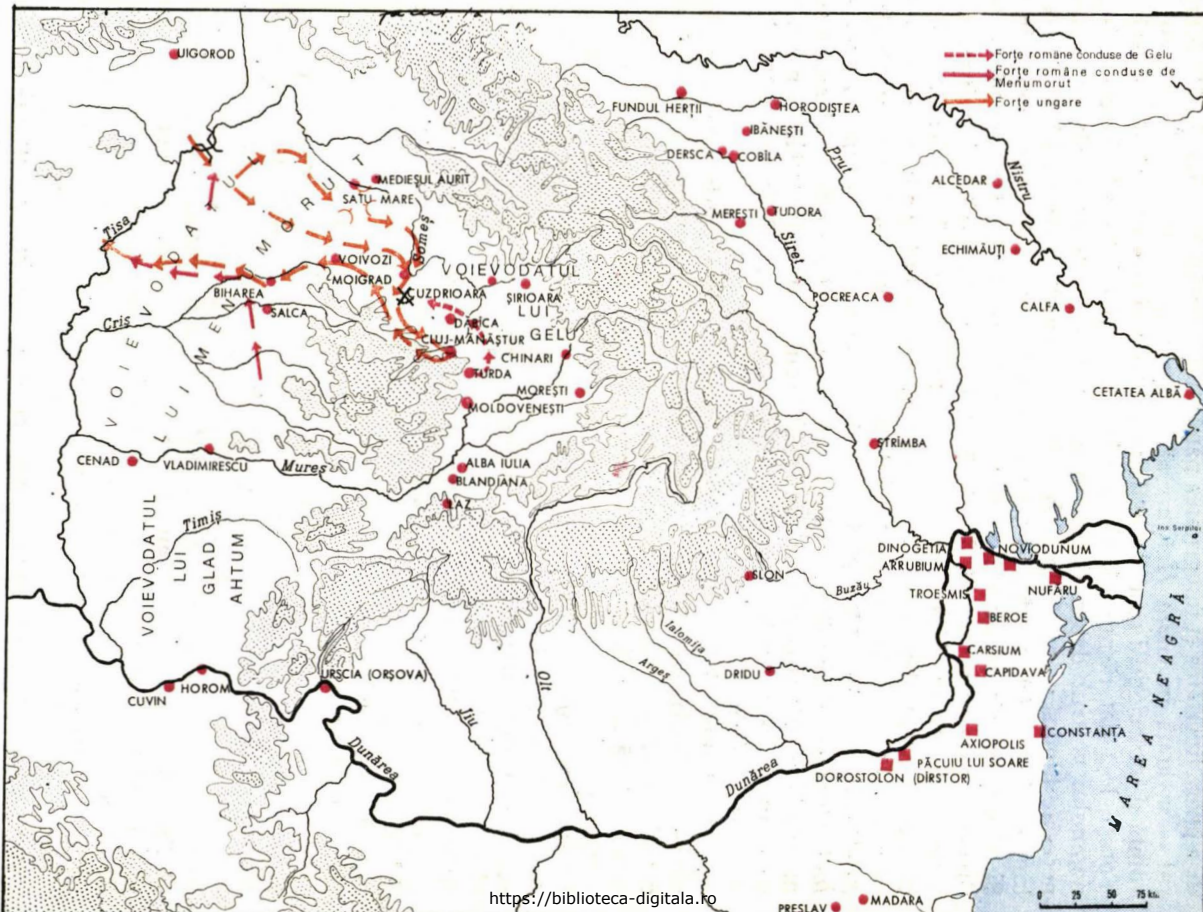 Forțe române conduse de Gelu
Forțe române conduse de
Menumorut
Forțe ungare
UIGOROD
FUNDUL HERȚII
HORODIȘTEA
IBĂNEȘTI
DERSCA
COBÎLA
Prut
Nistru
ALCEDAR
MEDIEȘUL AURIT
SATU-MARE
MEREȘTI
TUDORA
Siret
ECHIMĂUȚI
Tisa
Someș
VOIEVODATUL
LUI
MENUMORUT
VOIVOZI
MOIGRAD
BIHAREA
SALCA
Criș
VOIEVODATUL
LUI
GELU
CUZDRIOARA
ȘIRIOARA
DĂBÎCA
CLUJ-MĂNĂȘTUR
CHINARI
TURDA
MOREȘTI
MOLDOVENEȘTI
POCREACA
CALFA
CETATEA ALBĂ
STRÎMBA
CENAD
VLADIMIRESCU
Mureș
ALBA IULIA
BLANDIANA
LAZ
VOIEVODATUL
LUI
GLAD
AHTUM
Timiș
DINOGETIA
NOVIODUNUM
ARRUBIUM
SLON
Buzău
TROESMIS
NUFĂRU
BEROE
Ialomița
CARSIUM
Argeș
DRIDU
CAPIDAVA
URSCIA (ORȘOVA)
CUVIN
HOROM
Jiu
Olt
AXIOPOLIS
CONSTANȚA
Dunărea
Dunărea
PĂCUIU LUI SOARE
DOROSTOLON (DÎRSTOR)
MAREA NEAGRĂ
MADARA
PRESLAV
0 25 50 75 km.
https://biblioteca-digitala.ro